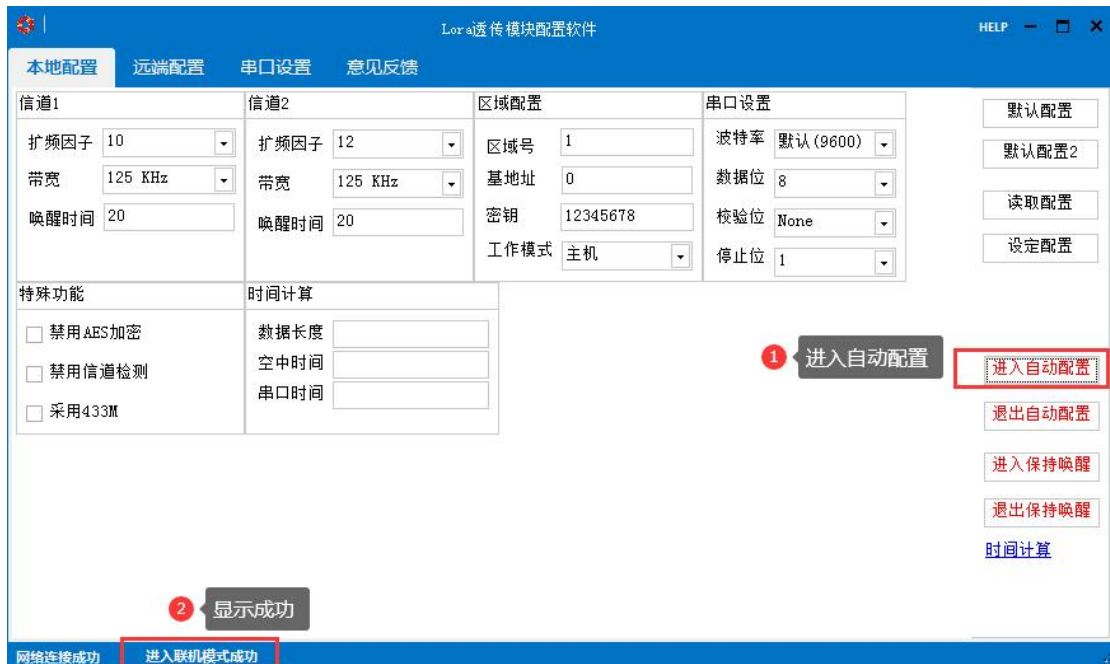 Lora透传模块配置软件
HELP
本地配置 远端配置 串口设置 意见反馈
信道1
扩频因子 10
带宽 125 KHz
唤醒时间 20
信道2
扩频因子 12
带宽 125 KHz
唤醒时间 20
区域配置
区域号 1
基地址 0
密钥 12345678
工作模式 主机
串口设置
波特率 默认(9600)
数据位 8
校验位 None
停止位 1
默认配置
默认配置2
读取配置
设定配置
特殊功能
禁用AES加密
禁用信道检测
采用433M
时间计算
数据长度
空中时间
串口时间
1 进入自动配置
进入自动配置
退出自动配置
进入保持唤醒
退出保持唤醒
时间计算
2 显示成功
网络连接成功 进入联机模式成功